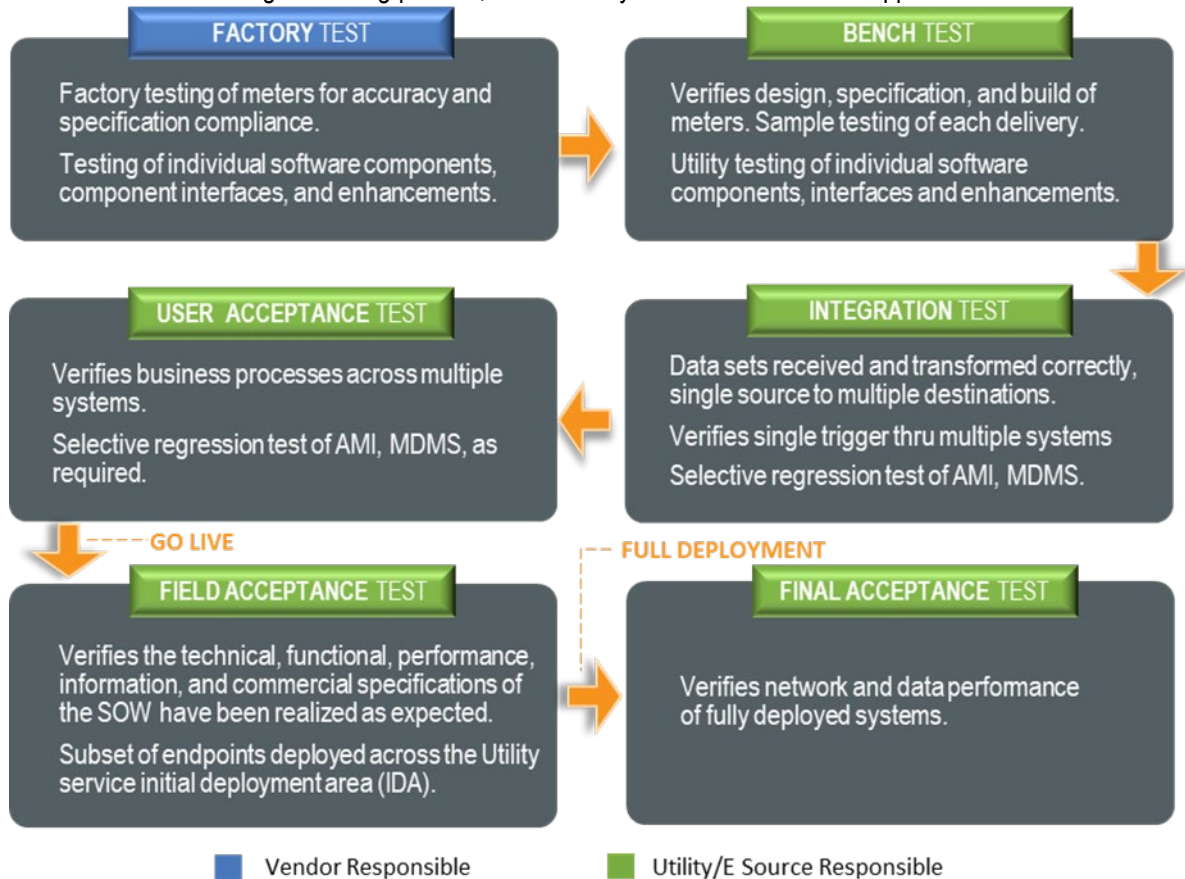 FACTORY TEST
Factory testing of meters for accuracy and
specification compliance.
Testing of individual software components,
component interfaces, and enhancements.
BENCH TEST
Verifies design, specification, and build of
meters. Sample testing of each delivery.
Utility testing of individual software
components, interfaces and enhancements.
USER ACCEPTANCE TEST
Verifies business processes across multiple
systems.
Selective regression test of AMI, MDMS, as
required.
INTEGRATION TEST
Data sets received and transformed correctly,
single source to multiple destinations.
Verifies single trigger thru multiple systems
Selective regression test of AMI, MDMS.
GO LIVE
FULL DEPLOYMENT
FIELD ACCEPTANCE TEST
Verifies the technical, functional, performance,
information, and commercial specifications of
the SOW have been realized as expected.
Subset of endpoints deployed across the Utility
service initial deployment area (IDA).
FINAL ACCEPTANCE TEST
Verifies network and data performance
of fully deployed systems.
Vendor Responsible
Utility/E Source Responsible